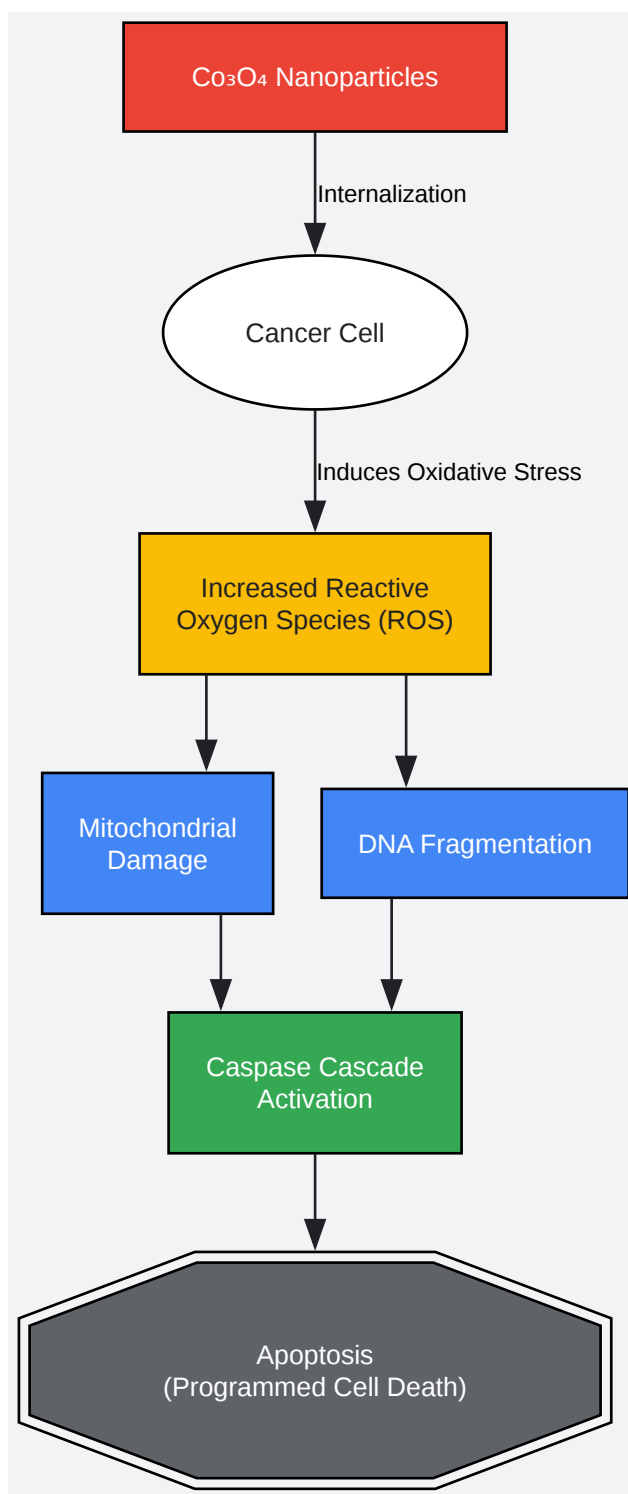 Co₃O₄ Nanoparticles
Internalization
Cancer Cell
Induces Oxidative Stress
Increased Reactive
Oxygen Species (ROS)
Mitochondrial
Damage
DNA Fragmentation
Caspase Cascade
Activation
Apoptosis
(Programmed Cell Death)